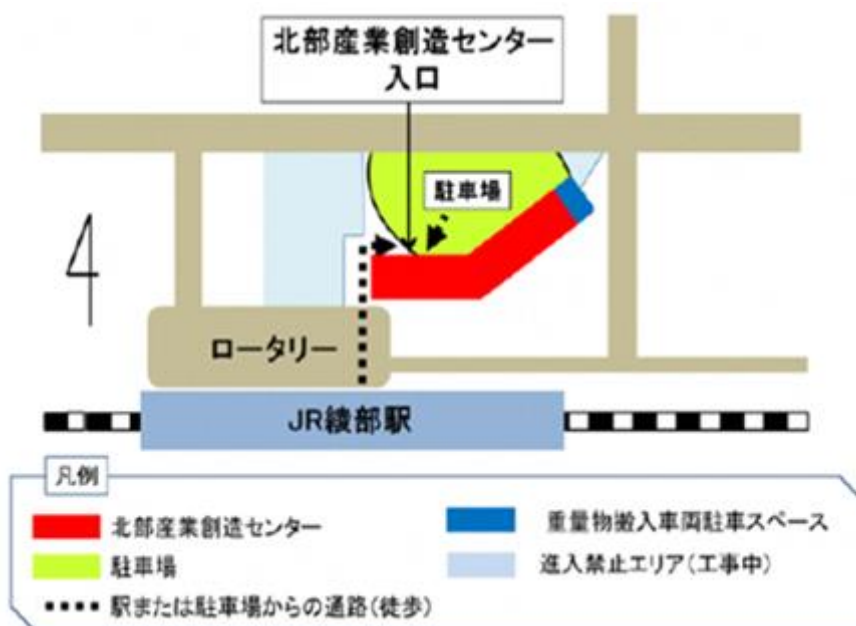 北部産業創造センター
入口
駐車場
ロータリー
JR綾部駅
凡例
北部産業創造センター
重量物搬入車両駐車スペース
駐車場
進入禁止エリア(工事中)
駅または駐車場からの通路(徒歩)